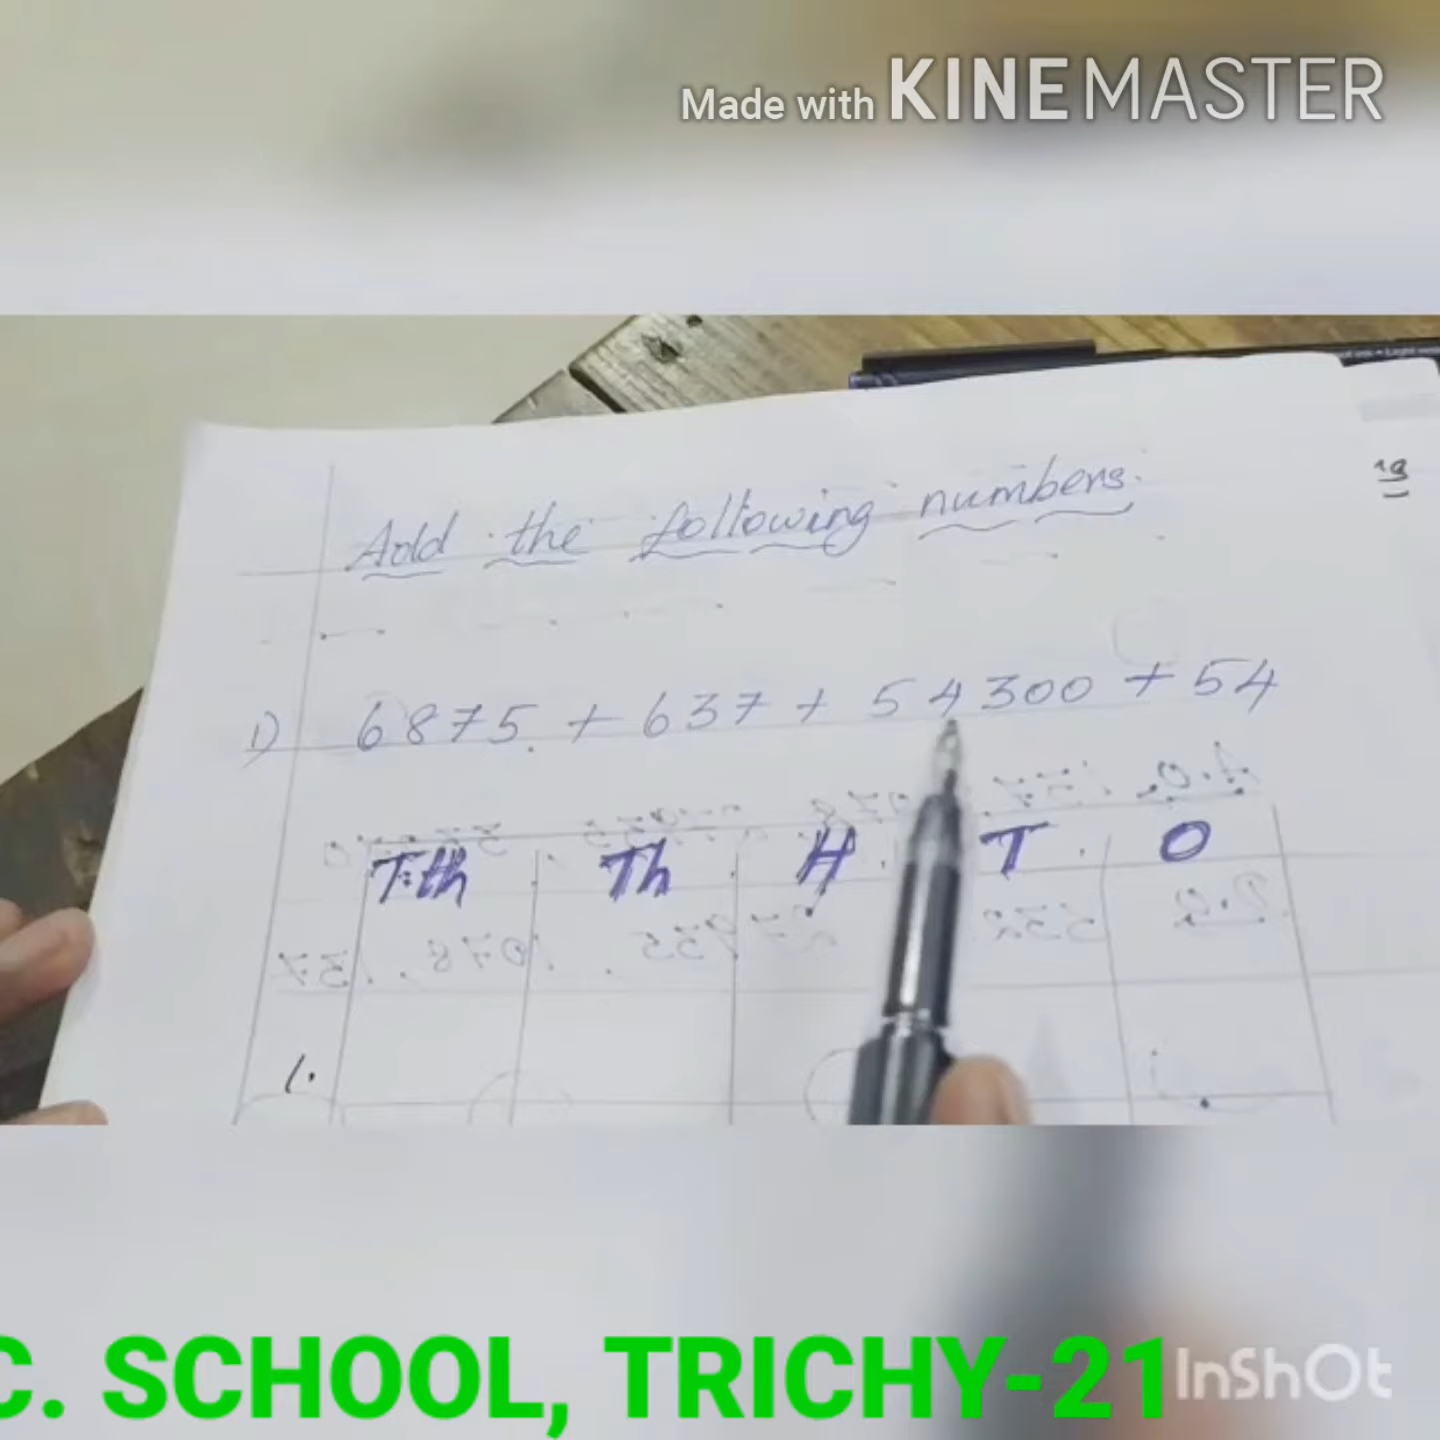 Made with KINEMASTER
Add the following numbers.
1) 6875 + 637 + 54300 + 54
T.th Th H T O
1.
C. SCHOOL, TRICHY-21
InShOt